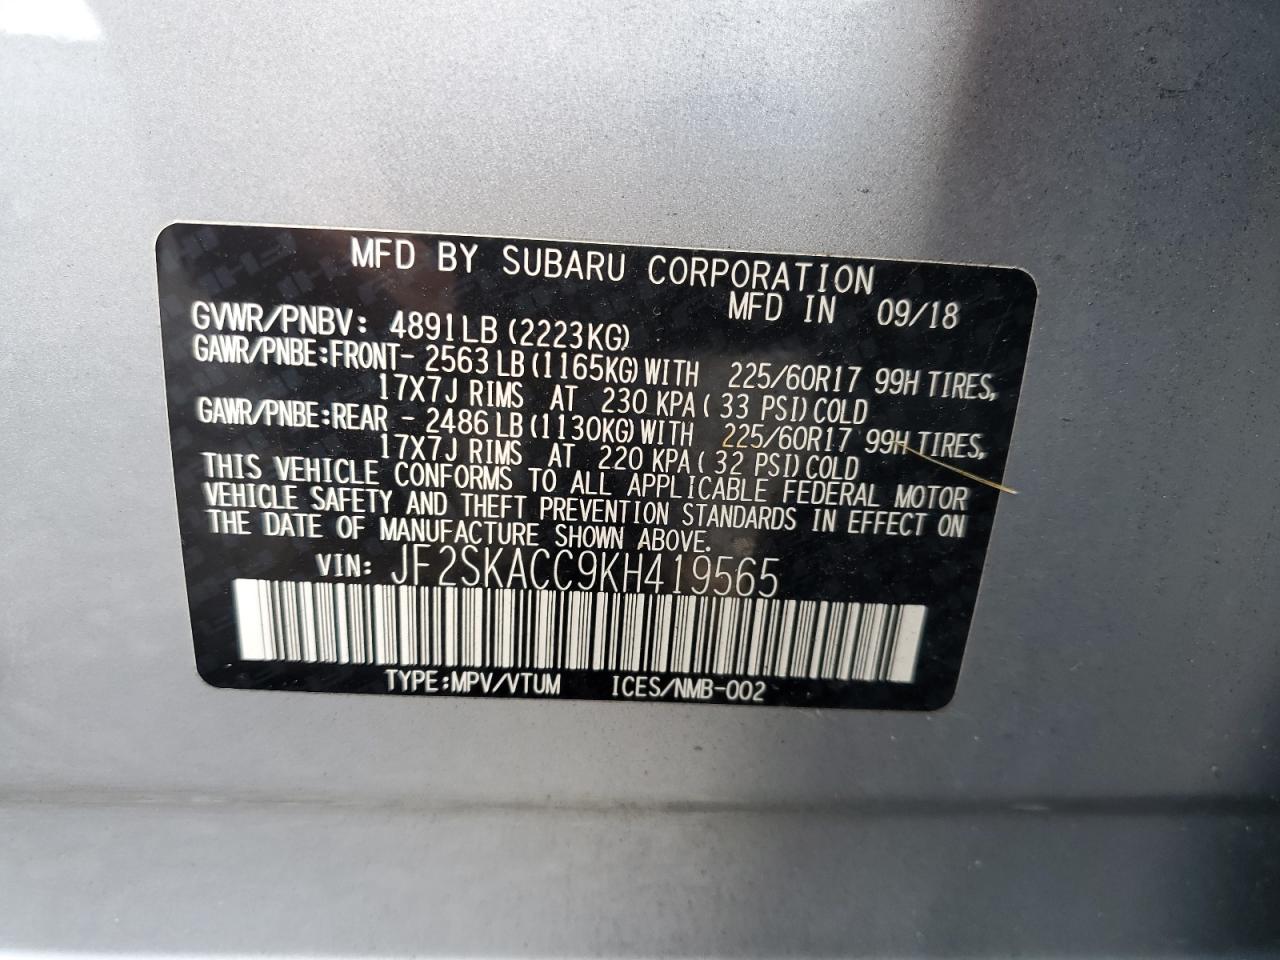 MFD BY SUBARU CORPORATION
MFD IN 09/18
GVWR/PNBV: 4891LB (2223KG)
GAWR/PNBE:FRONT- 2563 LB (1165KG) WITH 225/60R17 99H TIRES,
17X7J RIMS AT 230 KPA ( 33 PSI) COLD
GAWR/PNBE:REAR - 2486 LB (1130KG) WITH 225/60R17 99H TIRES,
17X7J RIMS AT 220 KPA ( 32 PSI) COLD
THIS VEHICLE CONFORMS TO ALL APPLICABLE FEDERAL MOTOR
VEHICLE SAFETY AND THEFT PREVENTION STANDARDS IN EFFECT ON
THE DATE OF MANUFACTURE SHOWN ABOVE.
VIN: JF2SKACC9KH419565
TYPE:MPV/VTUM ICES/NMB-002